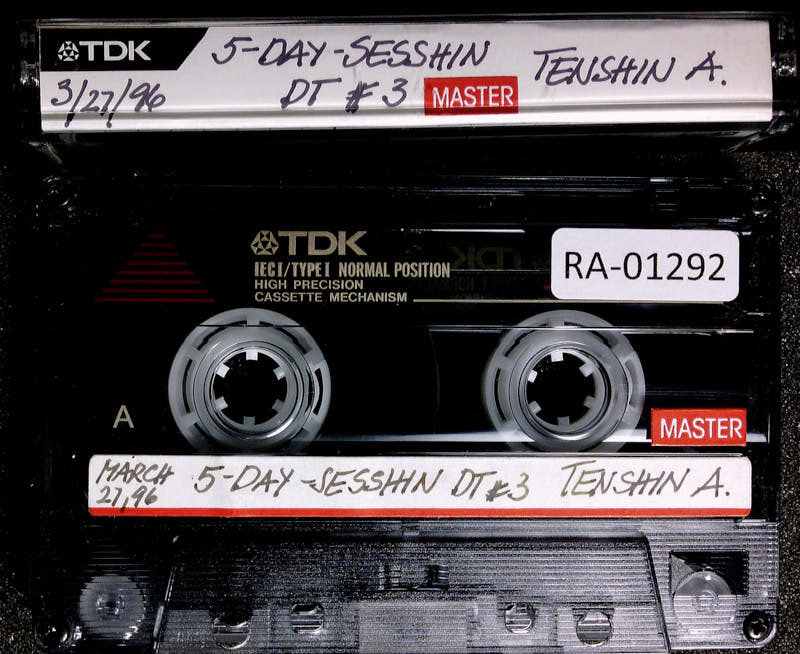 TDK 5-DAY-SESSHIN TENSHIN A.
3/27/96 DT #3 MASTER
TDK
IEC I/TYPE I NORMAL POSITION
HIGH PRECISION
CASSETTE MECHANISM
RA-01292
A
MASTER
MARCH 27,96 5-DAY-SESSHIN DT #3 TENSHIN A.